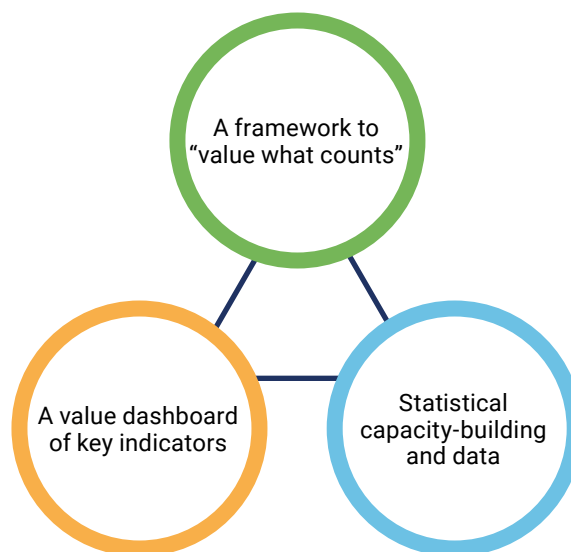 A framework to
“value what counts”
A value dashboard
of key indicators
Statistical
capacity-building
and data